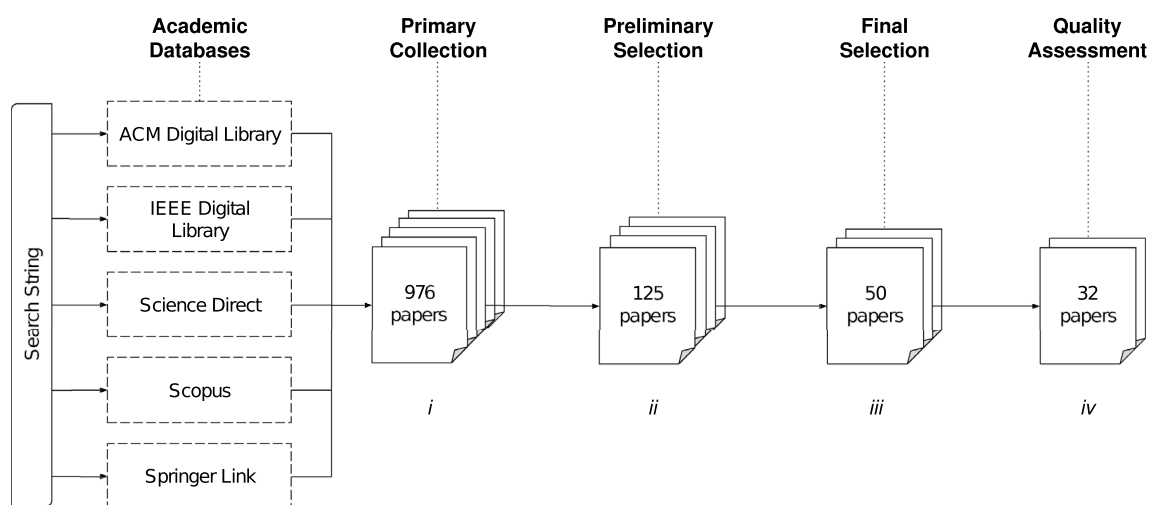 Academic
Databases
Primary
Collection
Preliminary
Selection
Final
Selection
Quality
Assessment
Search String
ACM Digital Library
IEEE Digital
Library
Science Direct
Scopus
Springer Link
976
papers
125
papers
50
papers
32
papers
i
ii
iii
iv